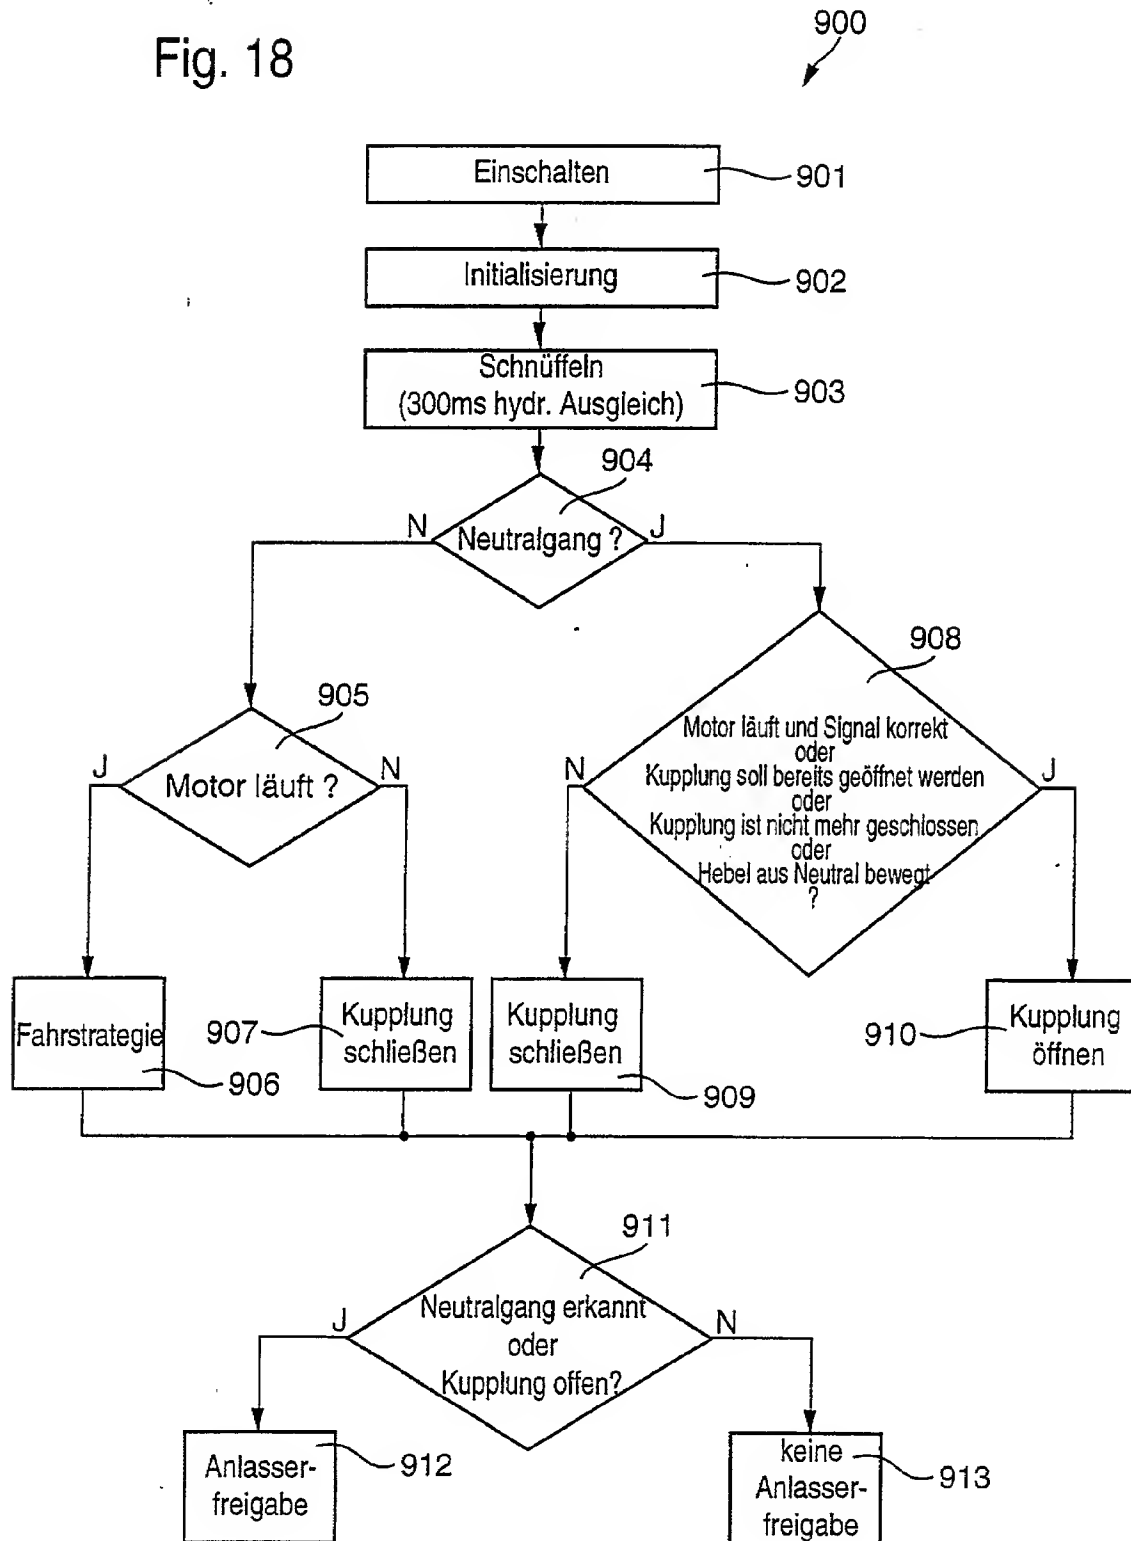 Fig. 18
900
Einschalten
901
Initialisierung
902
Schnüffeln
(300ms hydr. Ausgleich)
903
904
N
Neutralgang ?
J
908
905
Motor läuft und Signal korrekt
oder
Kupplung soll bereits geöffnet werden
oder
Kupplung ist nicht mehr geschlossen
oder
Hebel aus Neutral bewegt
?
J
Motor läuft ?
N
N
J
Fahrstrategie
906
907
Kupplung
schließen
Kupplung
schließen
909
910
Kupplung
öffnen
911
J
Neutralgang erkannt
oder
Kupplung offen?
N
Anlasser-
freigabe
912
keine
Anlasser-
freigabe
913